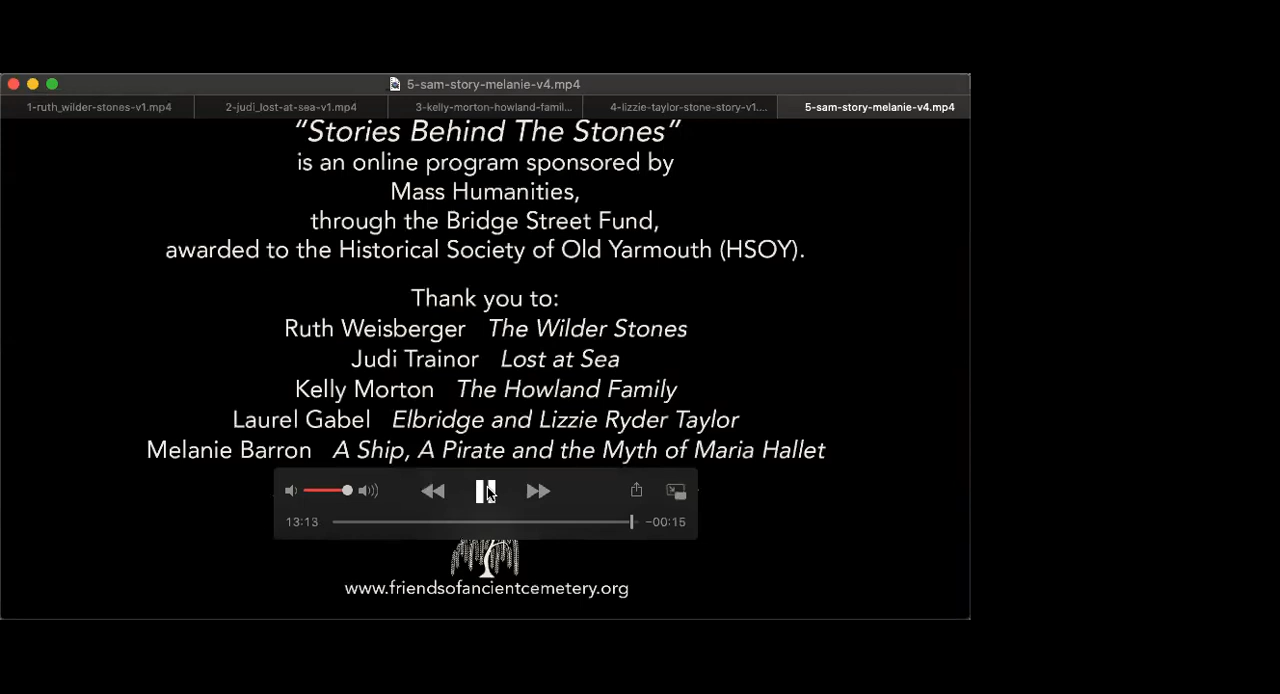 5-sam-story-melanie-v4.mp4
1-ruth_wilder-stones-v1.mp4
2-judi_lost-at-sea-v1.mp4
3-kelly-morton-howland-famil...
4-lizzie-taylor-stone-story-v1....
5-sam-story-melanie-v4.mp4
“Stories Behind The Stones”
is an online program sponsored by
Mass Humanities,
through the Bridge Street Fund,
awarded to the Historical Society of Old Yarmouth (HSOY).
Thank you to:
Ruth Weisberger The Wilder Stones
Judi Trainor Lost at Sea
Kelly Morton The Howland Family
Laurel Gabel Elbridge and Lizzie Ryder Taylor
Melanie Barron A Ship, A Pirate and the Myth of Maria Hallet
13:13
-00:15
www.friendsofancientcemetery.org